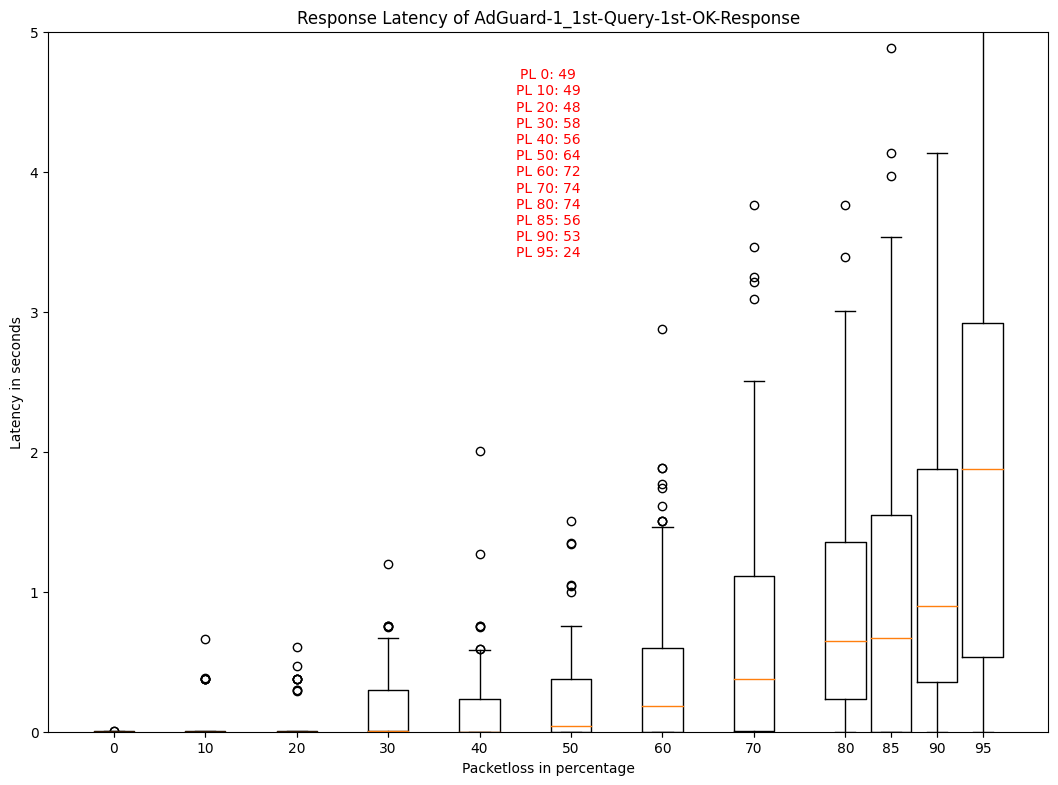 Response Latency of AdGuard-1_1st-Query-1st-OK-Response
5
4
3
2
1
0
Latency in seconds
PL 0: 49
PL 10: 49
PL 20: 48
PL 30: 58
PL 40: 56
PL 50: 64
PL 60: 72
PL 70: 74
PL 80: 74
PL 85: 56
PL 90: 53
PL 95: 24
0 10 20 30 40 50 60 70 80 85 90 95
Packetloss in percentage